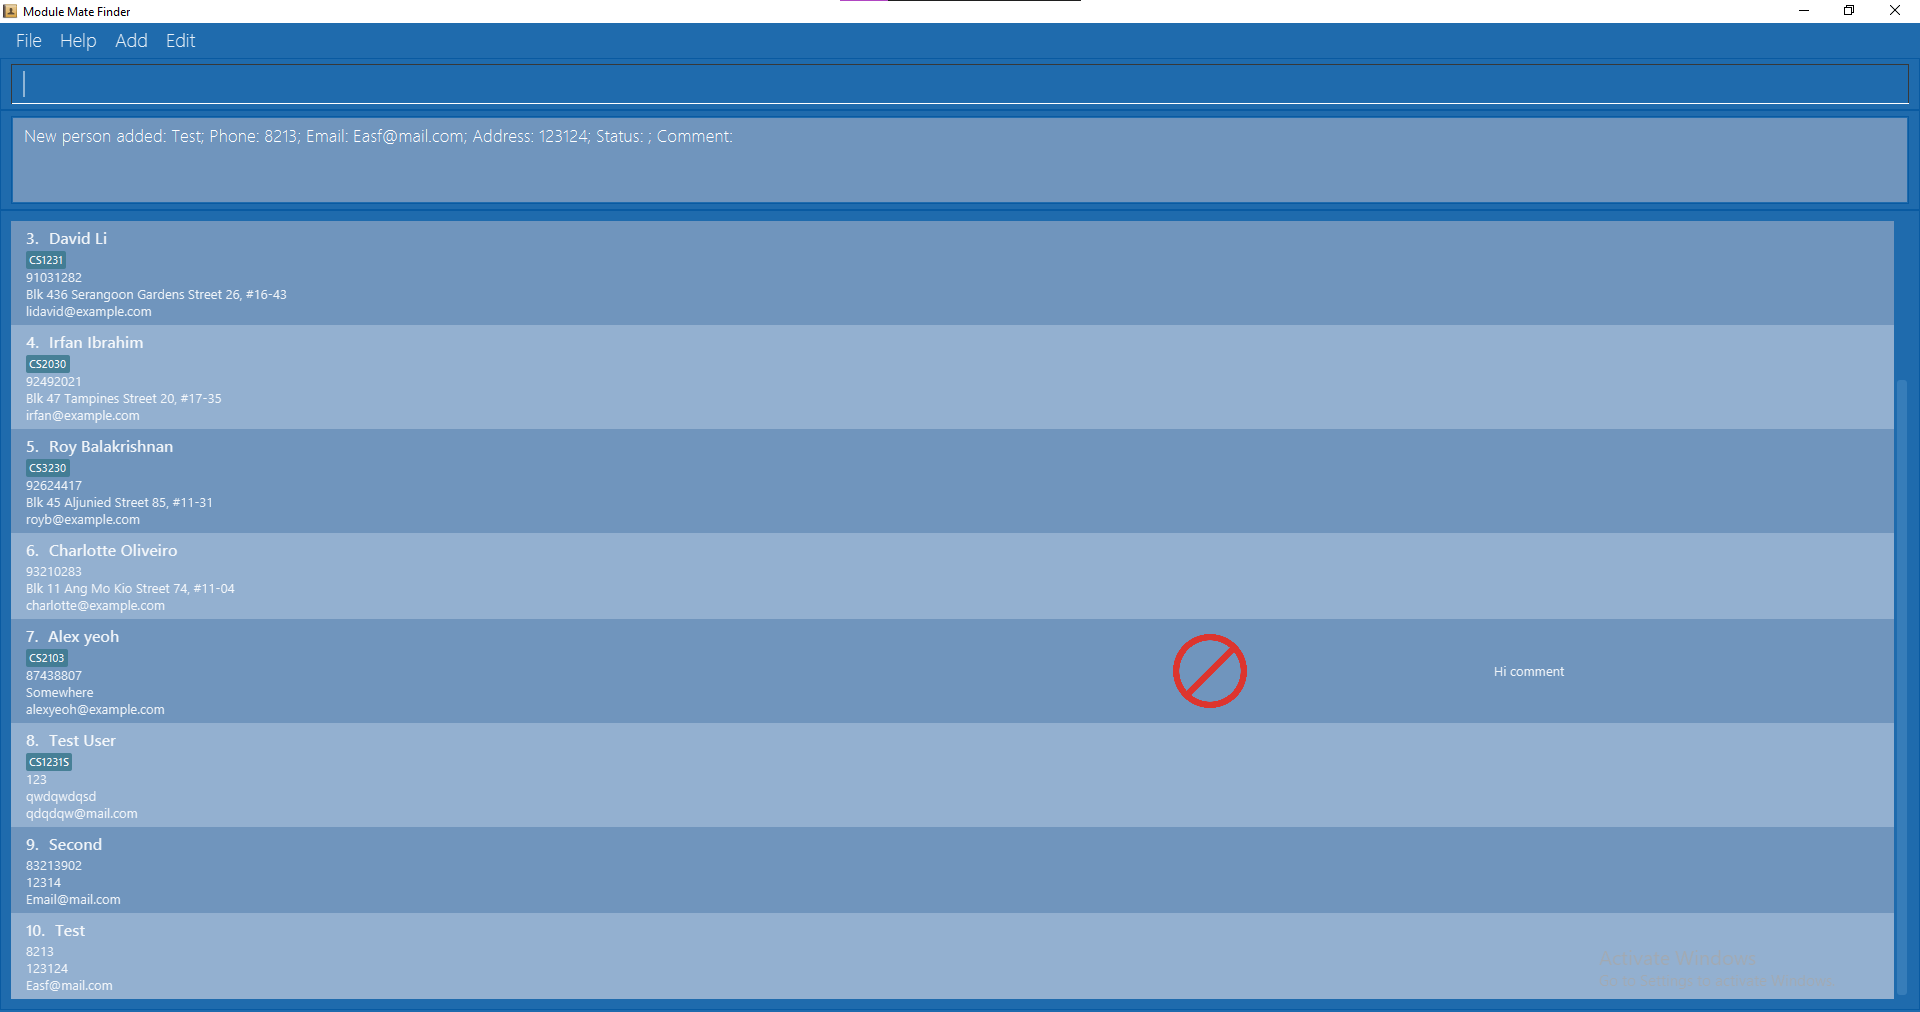 Module Mate Finder
File Help Add Edit
New person added: Test; Phone: 8213; Email: Easf@mail.com; Address: 123124; Status: ; Comment:
3. David Li
CS1231
91031282
Blk 436 Serangoon Gardens Street 26, #16-43
lidavid@example.com
4. Irfan Ibrahim
CS2030
92492021
Blk 47 Tampines Street 20, #17-35
irfan@example.com
5. Roy Balakrishnan
CS3230
92624417
Blk 45 Aljunied Street 85, #11-31
royb@example.com
6. Charlotte Oliveiro
93210283
Blk 11 Ang Mo Kio Street 74, #11-04
charlotte@example.com
7. Alex yeoh
CS2103
87438807
Somewhere
alexyeoh@example.com
Hi comment
8. Test User
CS1231S
123
qwdqwdqsd
qdqdqw@mail.com
9. Second
83213902
12314
Email@mail.com
10. Test
8213
123124
Easf@mail.com
Activate Windows